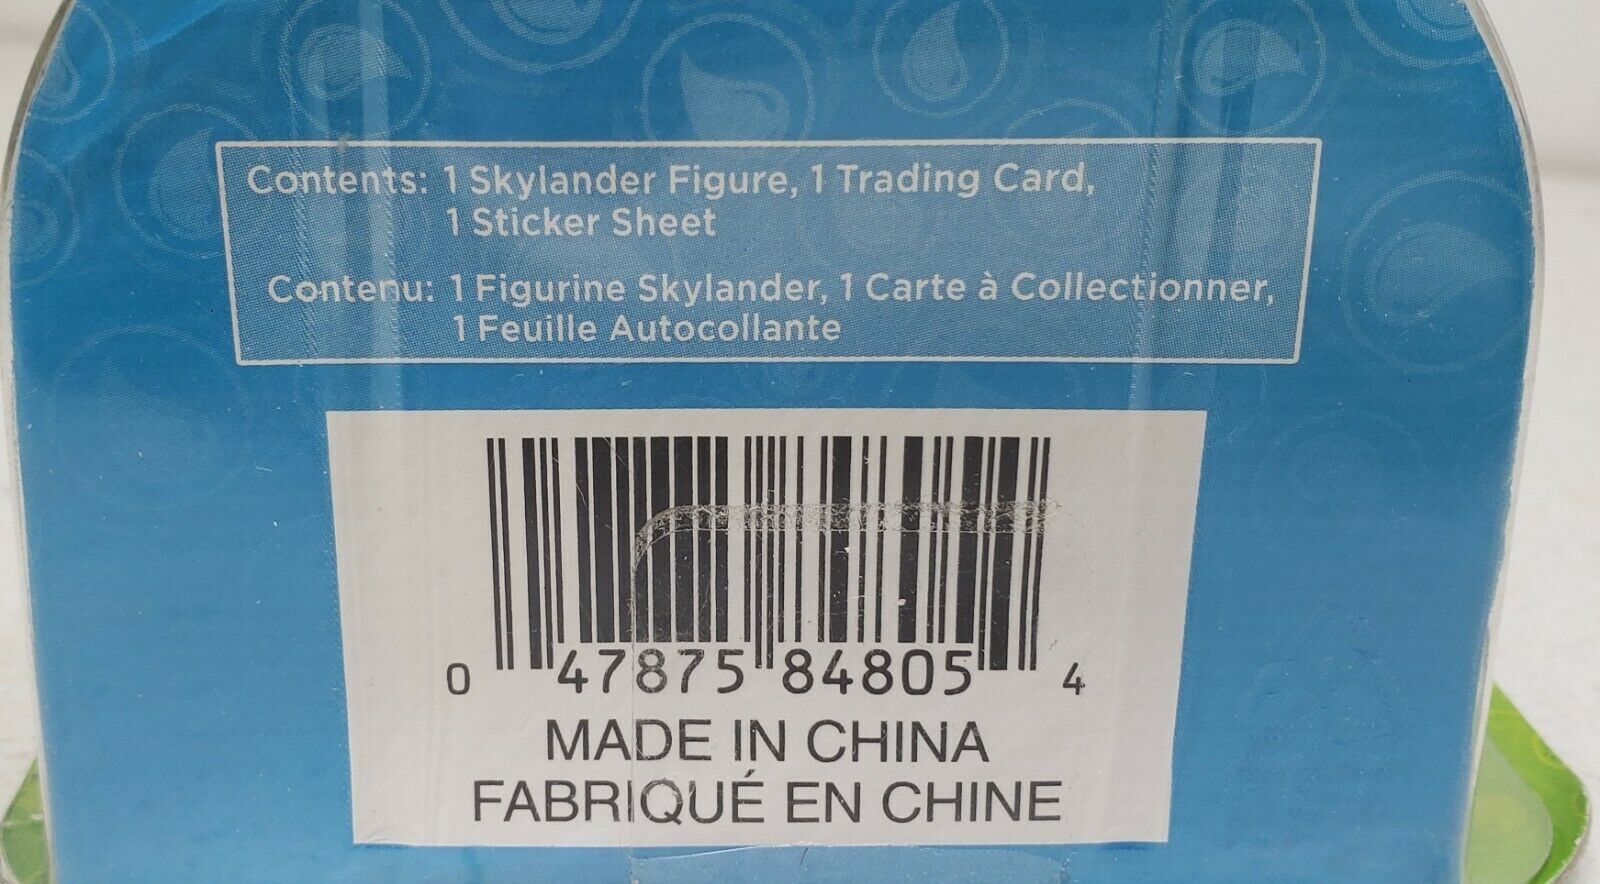 Contents: 1 Skylander Figure, 1 Trading Card,
1 Sticker Sheet
Contenu: 1 Figurine Skylander, 1 Carte à Collectionner,
1 Feuille Autocollante
0 47875 84805 4
MADE IN CHINA
FABRIQUÉ EN CHINE